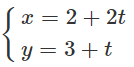 x = 2 + 2t
y = 3 + t